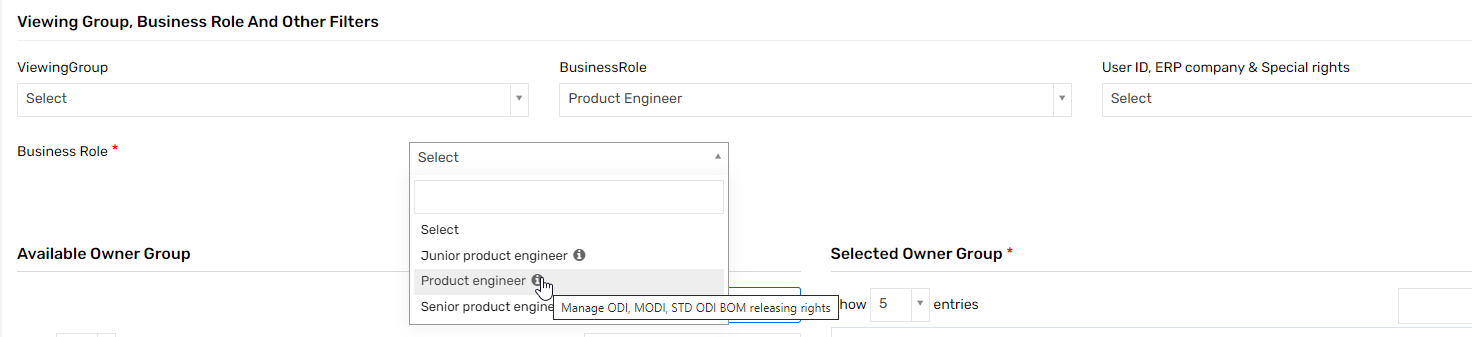 Viewing Group, Business Role And Other Filters
ViewingGroup
BusinessRole
User ID, ERP company & Special rights
Select
Product Engineer
Select
Business Role *
Select
Select
Junior product engineer
Product engineer
Senior product engine
Manage ODI, MODI, STD ODI BOM releasing rights
Available Owner Group
Selected Owner Group *
how 5 entries